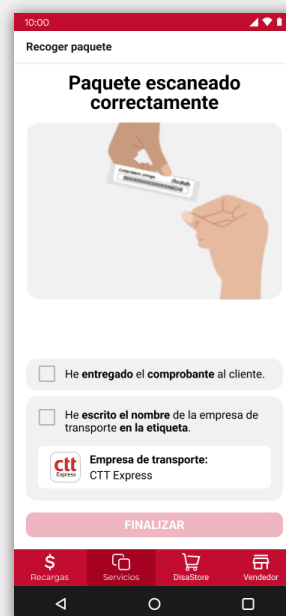 10:00
Recoger paquete
Paquete escaneado
correctamente
He entregado el comprobante al cliente.
He escrito el nombre de la empresa de
transporte en la etiqueta.
ctt
Express
Empresa de transporte:
CTT Express
FINALIZAR
Recargas Servicios DisaStore Vendedor